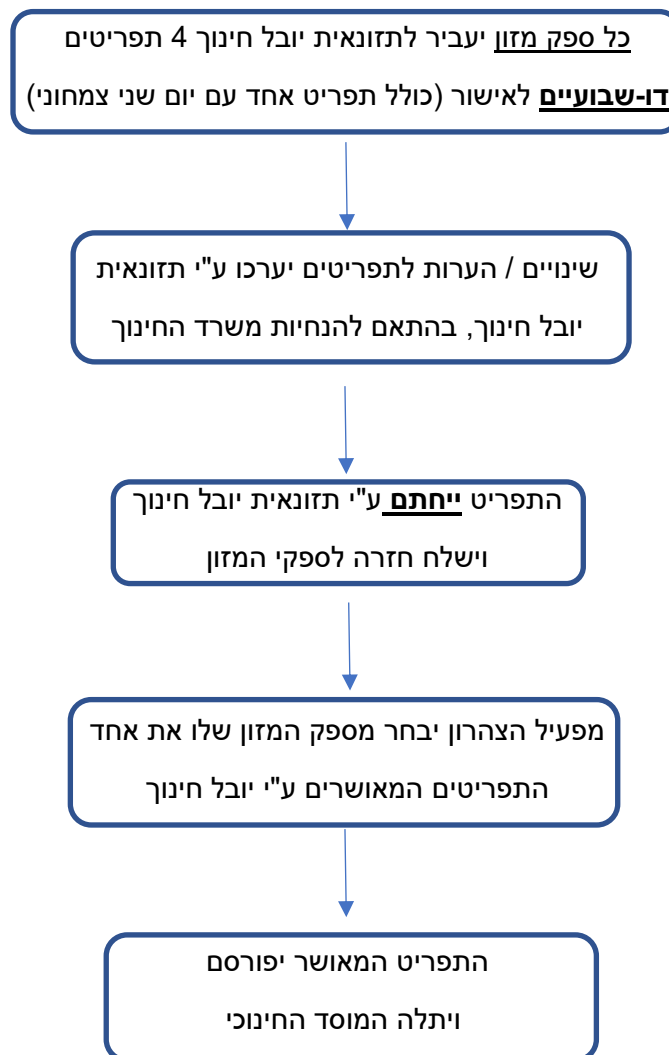 כל ספק מזון יעביר לתזונאית יובל חינוך 4 תפריטים
דו-שבועיים לאישור (כולל תפריט אחד עם יום שני צמחוני)
שינויים / הערות לתפריטים יערכו ע"י תזונאית
יובל חינוך, בהתאם להנחיות משרד החינוך
התפריט ייחתם ע"י תזונאית יובל חינוך
וישלח חזרה לספקי המזון
מפעיל הצהרון יבחר מספק המזון שלו את אחד
התפריטים המאושרים ע"י יובל חינוך
התפריט המאושר יפורסם
ויתלה המוסד החינוכי